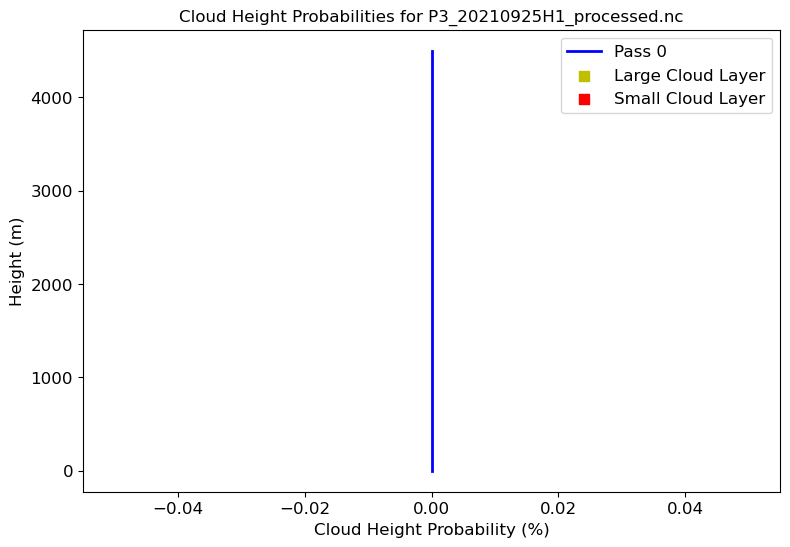 Cloud Height Probabilities for P3_20210925H1_processed.nc
Pass 0
Large Cloud Layer
Small Cloud Layer
4000
3000
2000
1000
0
Height (m)
−0.04 −0.02 0.00 0.02 0.04
Cloud Height Probability (%)